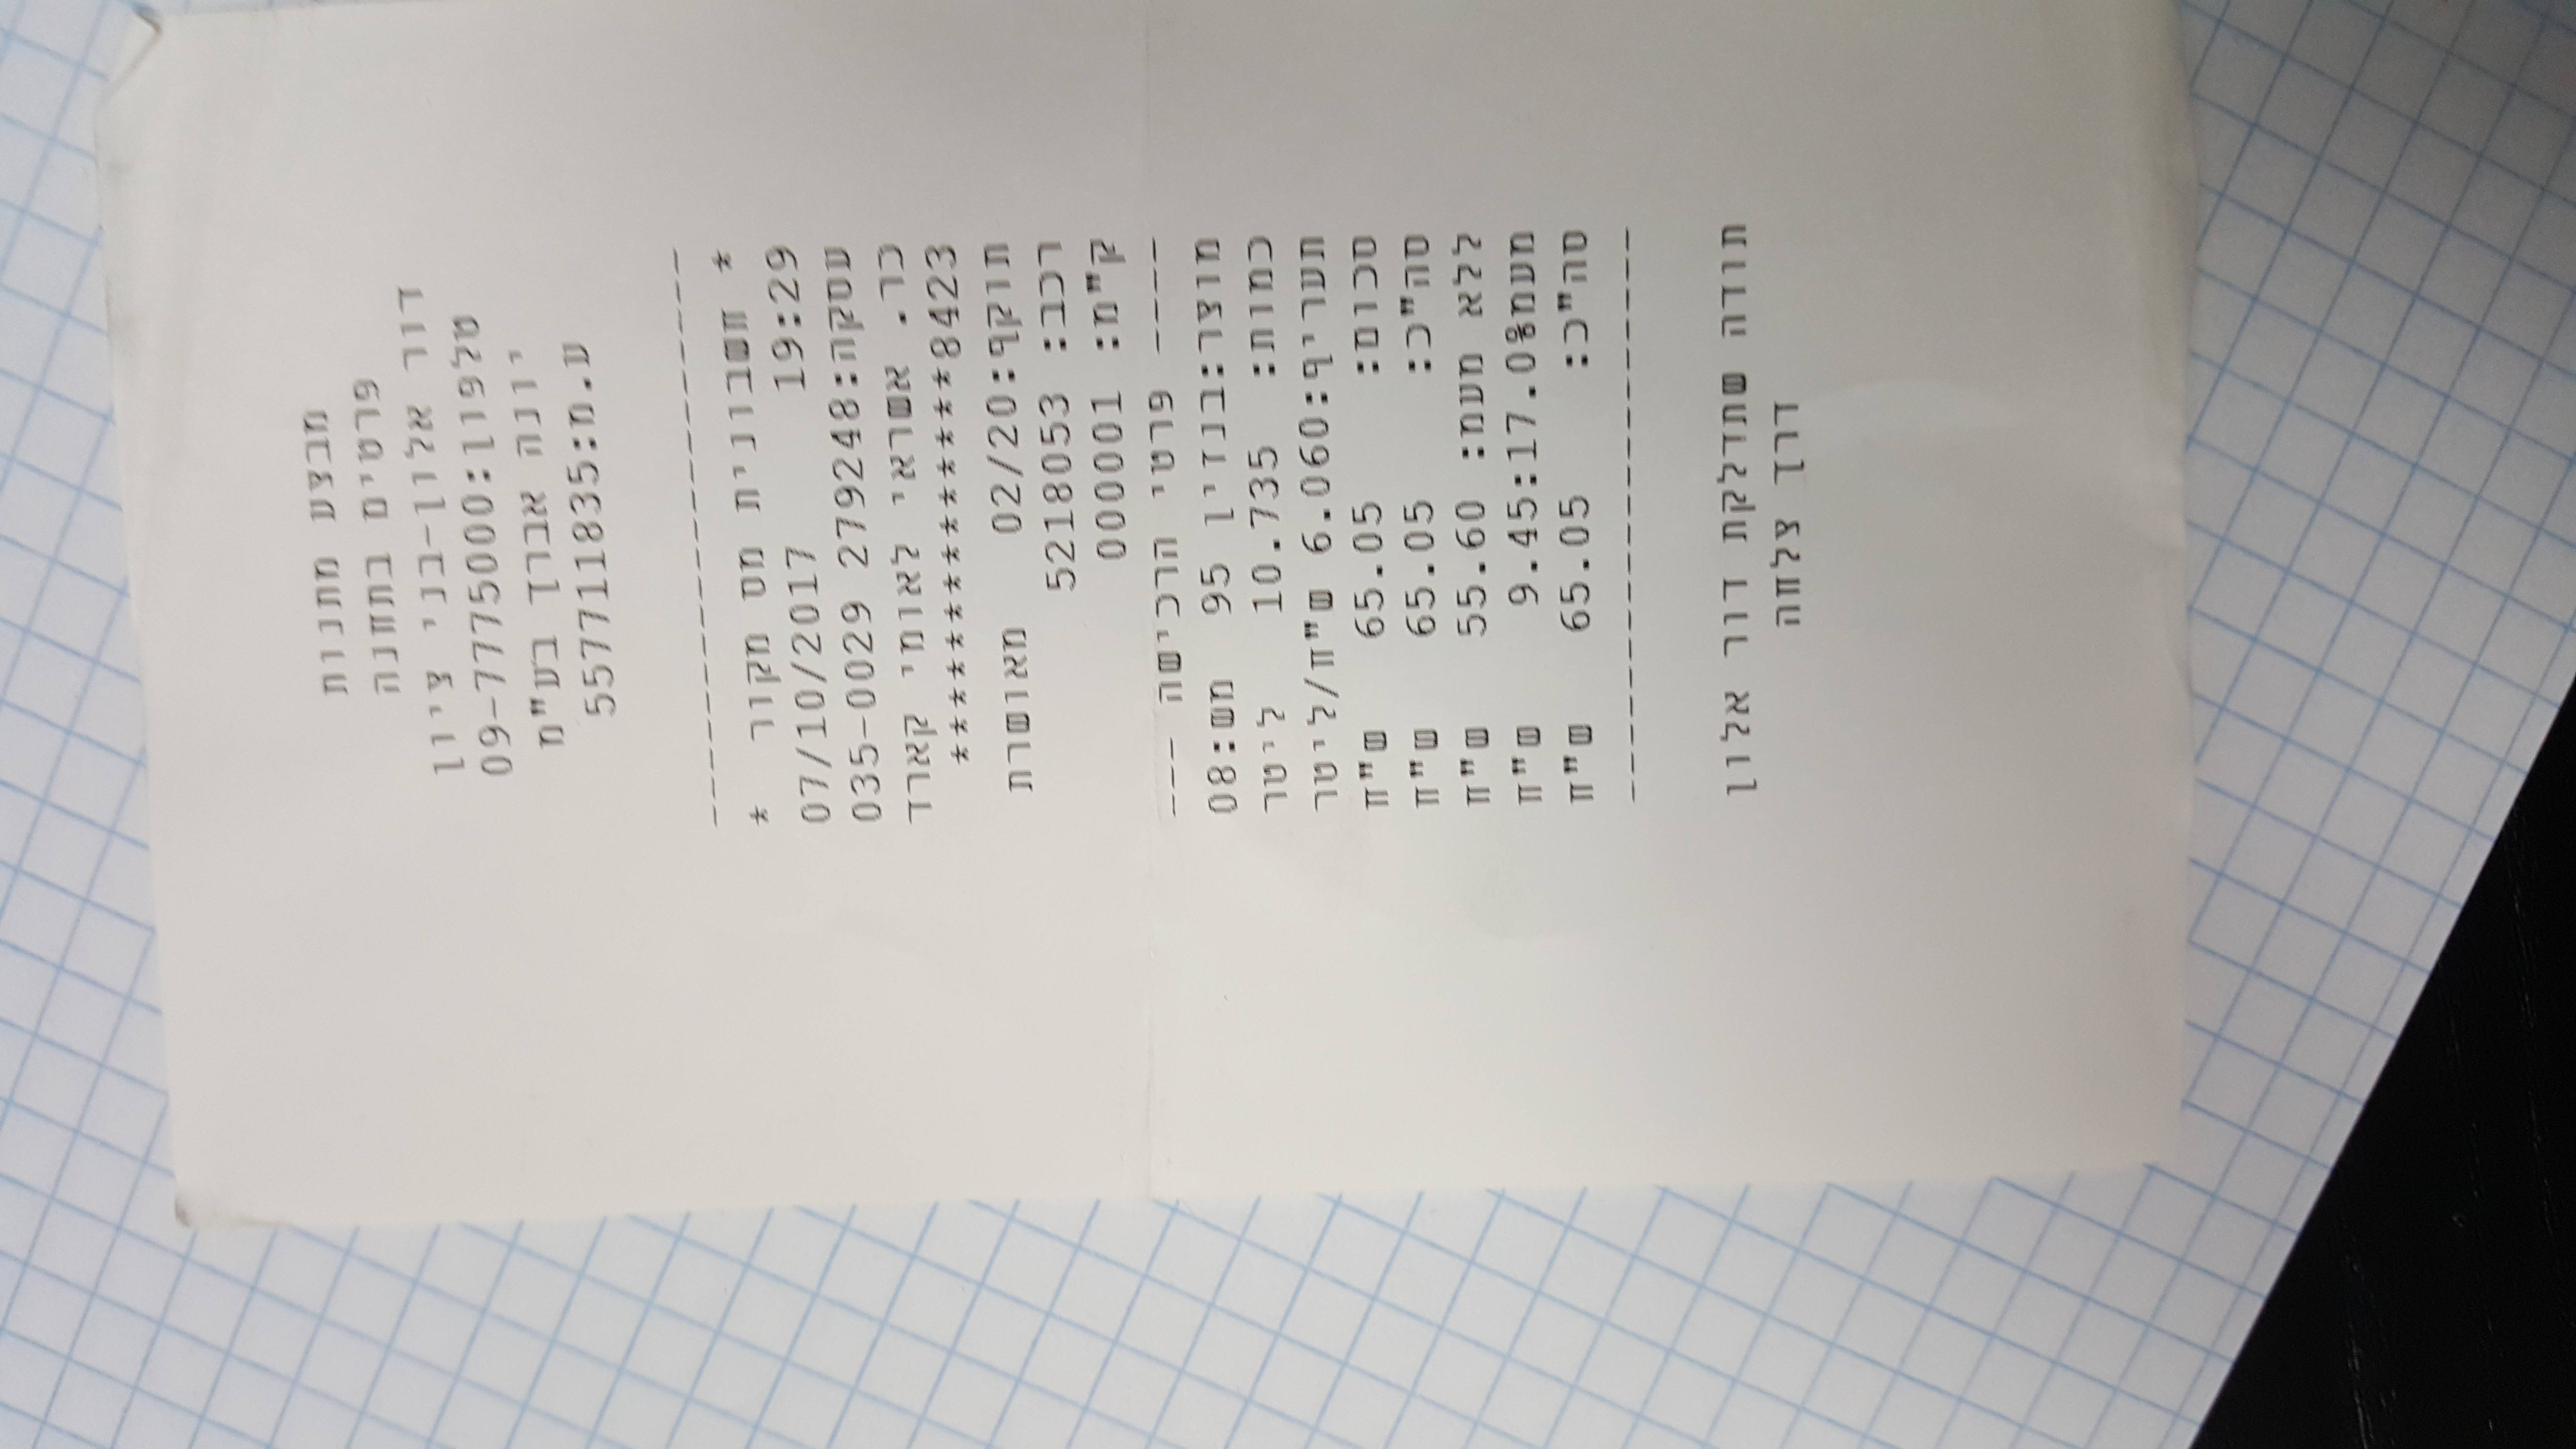 מבצע מתנות
פרטים בתחנה
דור אלון-בני ציון
טלפון:09-7775000
יונה אברך בע"מ
ע.מ:557711835
--------------------
* חשבונית מס מקור *
19:29 07/10/2017
עסקה:279248 035-0029
כר. אשראי לאומי קארד
8423**************
תוקף:02/20 מאושרת
רכב: 5218053
ק"מ: 000001
---- פרטי הרכישה ---
מוצר:בנזין 95 מש:08
כמות: 10.735 ליטר
תעריף:6.060 ש"ח/ליטר
סכום: 65.05 ש"ח
סה"כ: 65.05 ש"ח
ללא מעמ: 55.60 ש"ח
מעמ17.0%:9.45 ש"ח
סה"כ: 65.05 ש"ח
--------------------
תודה שתדלקת דור אלון
דרך צלחה